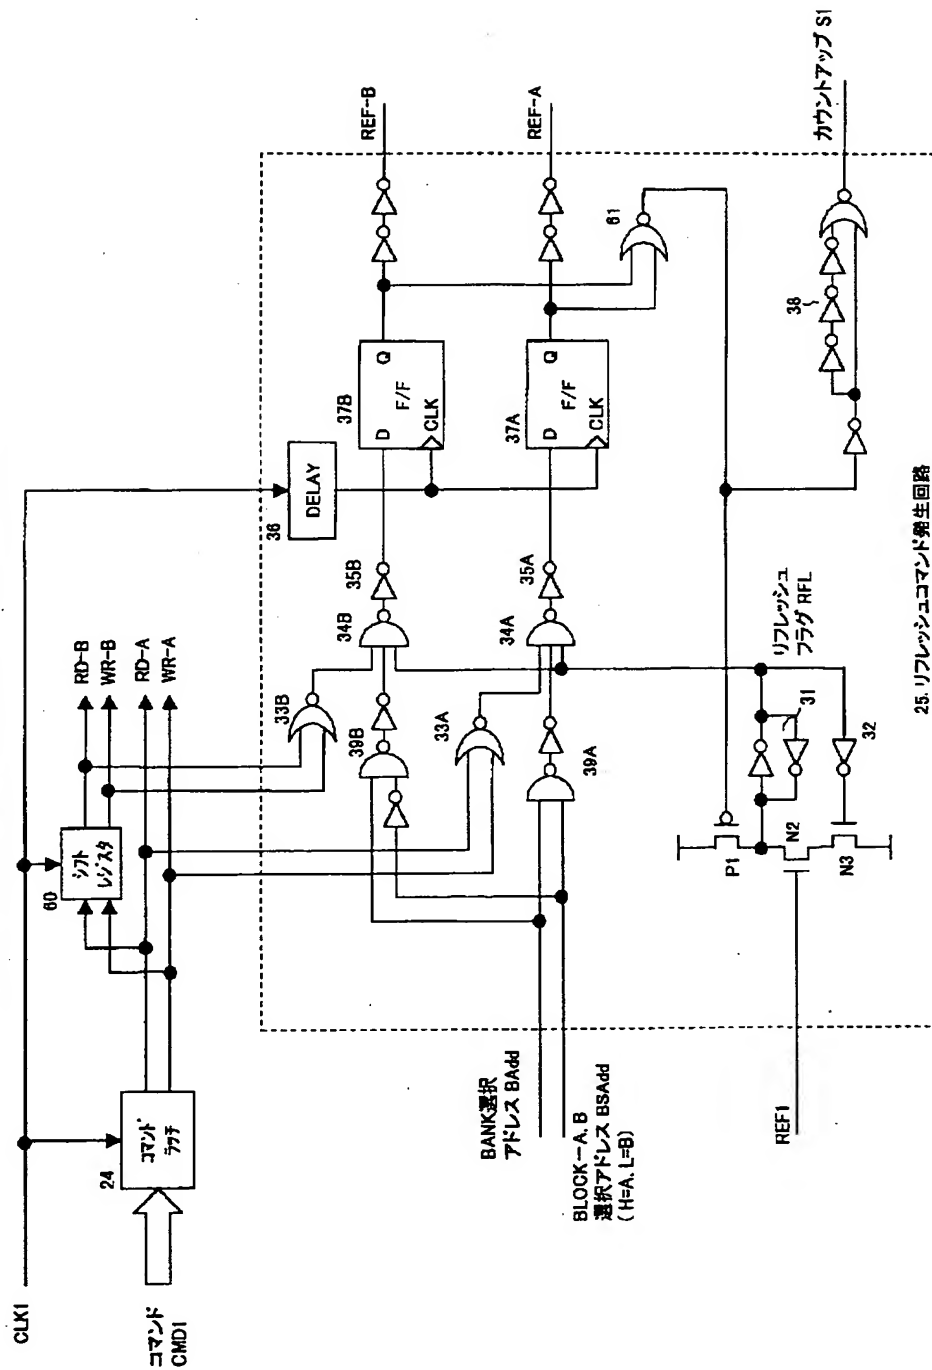 CLK1
コマンド
CMD1
24
コマンド
ラッチ
60
シフト
レジスタ
RD-B
WR-B
RD-A
WR-A
BANK選択
アドレス BAdd
BLOCK-A, B
選択アドレス BSAdd
(H=A, L=B)
REF1
33B
39B
33A
39A
34B
35B
34A
35A
36
DELAY
37B
D
Q
F/F
CLK
37A
D
Q
F/F
CLK
REF-B
REF-A
61
P1
N2
N3
リフレッシュ
フラグ RFL
31
32
38
カウントアップ S1
25. リフレッシュコマンド発生回路